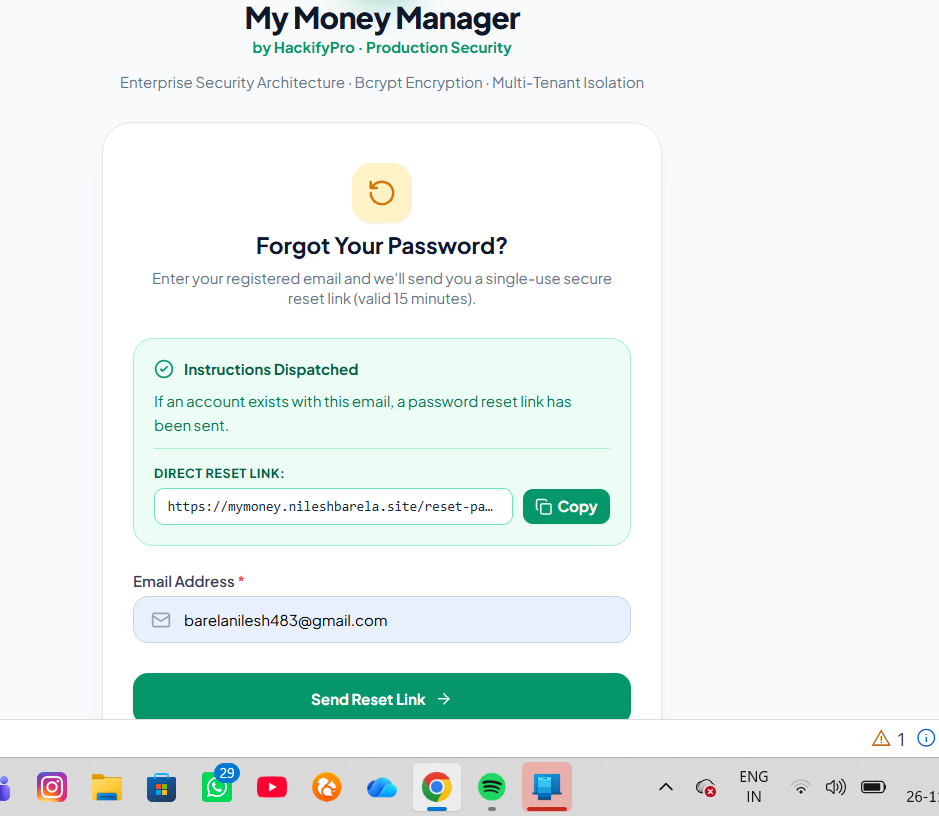 My Money Manager
by HackifyPro · Production Security
Enterprise Security Architecture · Bcrypt Encryption · Multi-Tenant Isolation
Forgot Your Password?
Enter your registered email and we'll send you a single-use secure
reset link (valid 15 minutes).
Instructions Dispatched
If an account exists with this email, a password reset link has
been sent.
DIRECT RESET LINK:
https://mymoney.nileshbarela.site/reset-pa…
Copy
Email Address *
barelanilesh483@gmail.com
Send Reset Link →
1
29
ENG
IN
26-1